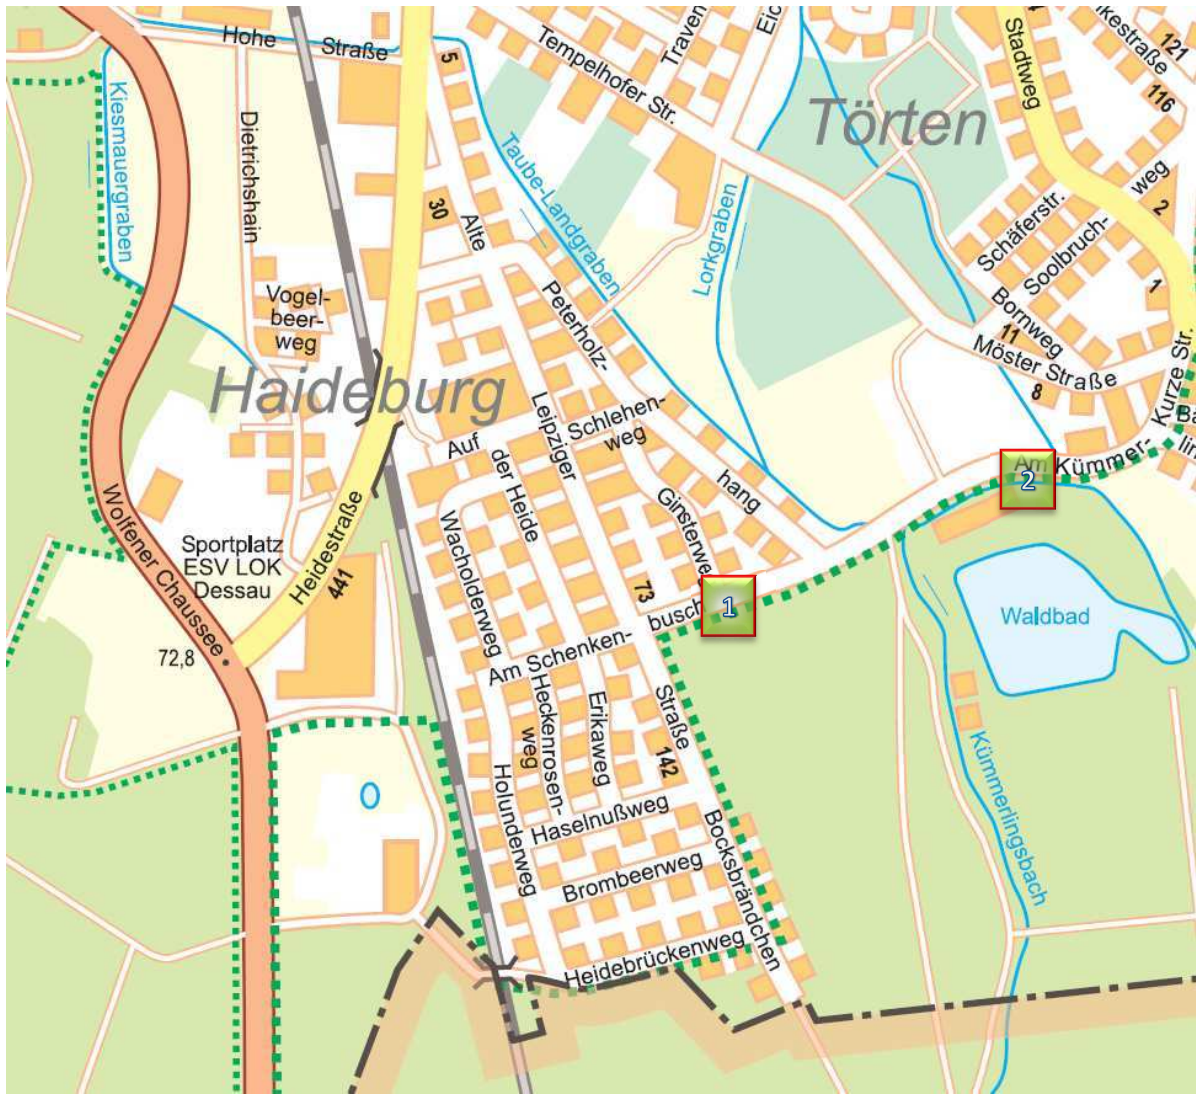 Hohe
Straße
5
Tempelhofer Str.
Traven
Eic
Stadtweg
kestraße
121
116
Törten
Kiesmauergraben
Dietrichshain
30
Alte
Taube-Landgraben
Lorkgraben
Schäferstr.
Soolbruch-
weg
2
1
Bornweg
11
Möster Straße
8
Kurze Str.
Vogel-
beer-
weg
Peterholz-
hang
Haideburg
Leipziger
Straße
Schlehen-
weg
Auf
der Heide
Ginsterweg
Wacholderweg
Am Kümmer-
lin
Ba
2
1
Wolfener Chaussee
Heidestraße
441
Sportplatz
ESV LOK
Dessau
72,8
73
Am Schenken-
busch
Waldbad
Heckenrosen-
weg
Erikaweg
142
Holunderweg
Haselnußweg
Brombeerweg
Bocksbrändchen
Heidebrückenweg
Kümmerlingsbach